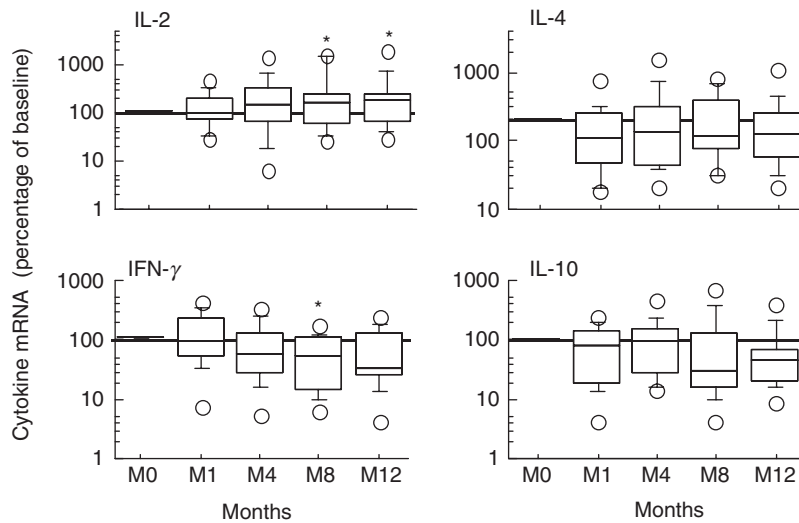 IL-2
* *
1000
100
10
1
IL-4
1000
100
10
IFN-γ
*
1000
100
10
1
M0 M1 M4 M8 M12
Months
IL-10
1000
100
10
1
M0 M1 M4 M8 M12
Months
Cytokine mRNA (percentage of baseline)